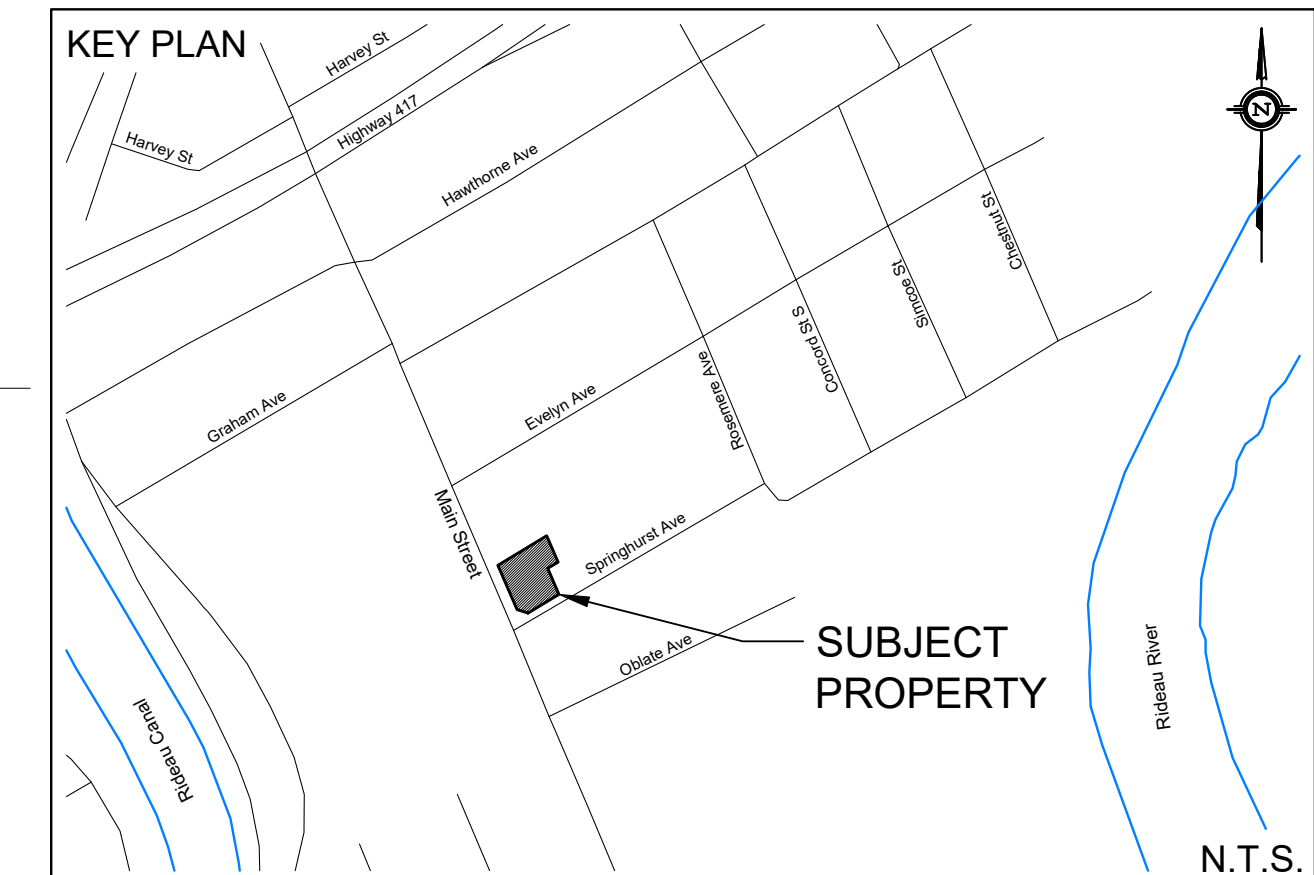 KEY PLAN
Harvey St
Highway 417
Harvey St
Hawthorne Ave
N
Chestnut St
Simcoe St
Concord St S
Rosemere Ave
Graham Ave
Evelyn Ave
Main Street
Springhurst Ave
Oblate Ave
SUBJECT
PROPERTY
Rideau River
Rideau Canal
N.T.S.